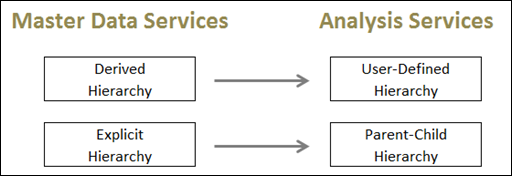 Master Data Services
Analysis Services
Derived
Hierarchy
User-Defined
Hierarchy
Explicit
Hierarchy
Parent-Child
Hierarchy